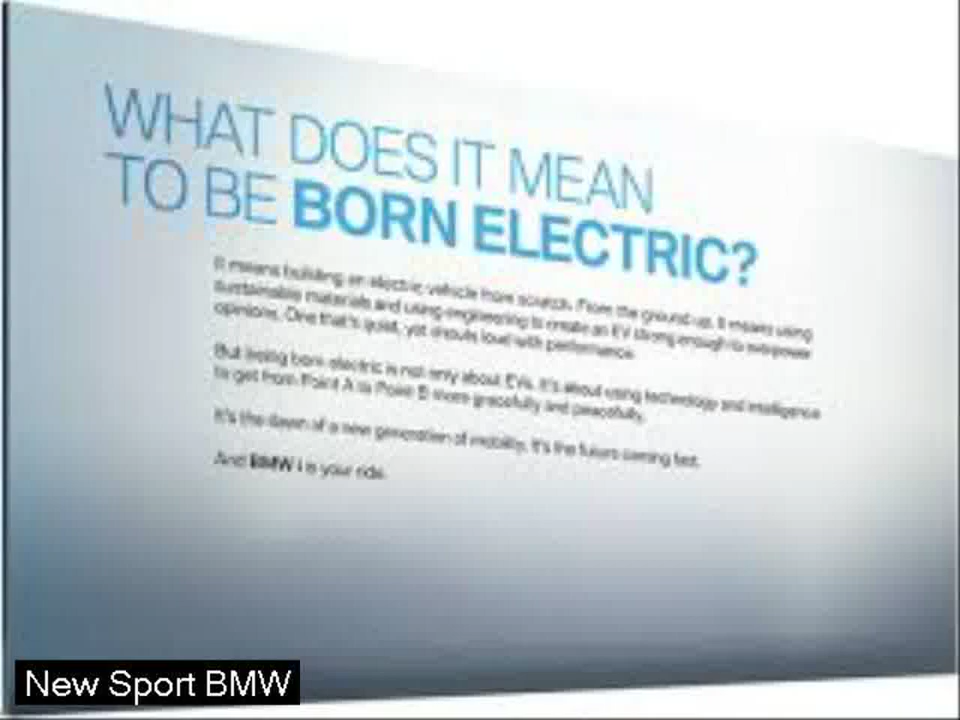 WHAT DOES IT MEAN
TO BE BORN ELECTRIC?
It means building an electric vehicle from scratch. From the ground up. It means using
sustainable materials and using engineering to create an EV strong enough to overpower
opinions. One that's quiet, yet shouts loud with performance.
But being born electric is not only about EVs. It's about using technology and intelligence
to get from Point A to Point B more gracefully and peacefully.
It's the dawn of a new generation of mobility. It's the future coming fast.
And BMW i is your ride.
New Sport BMW